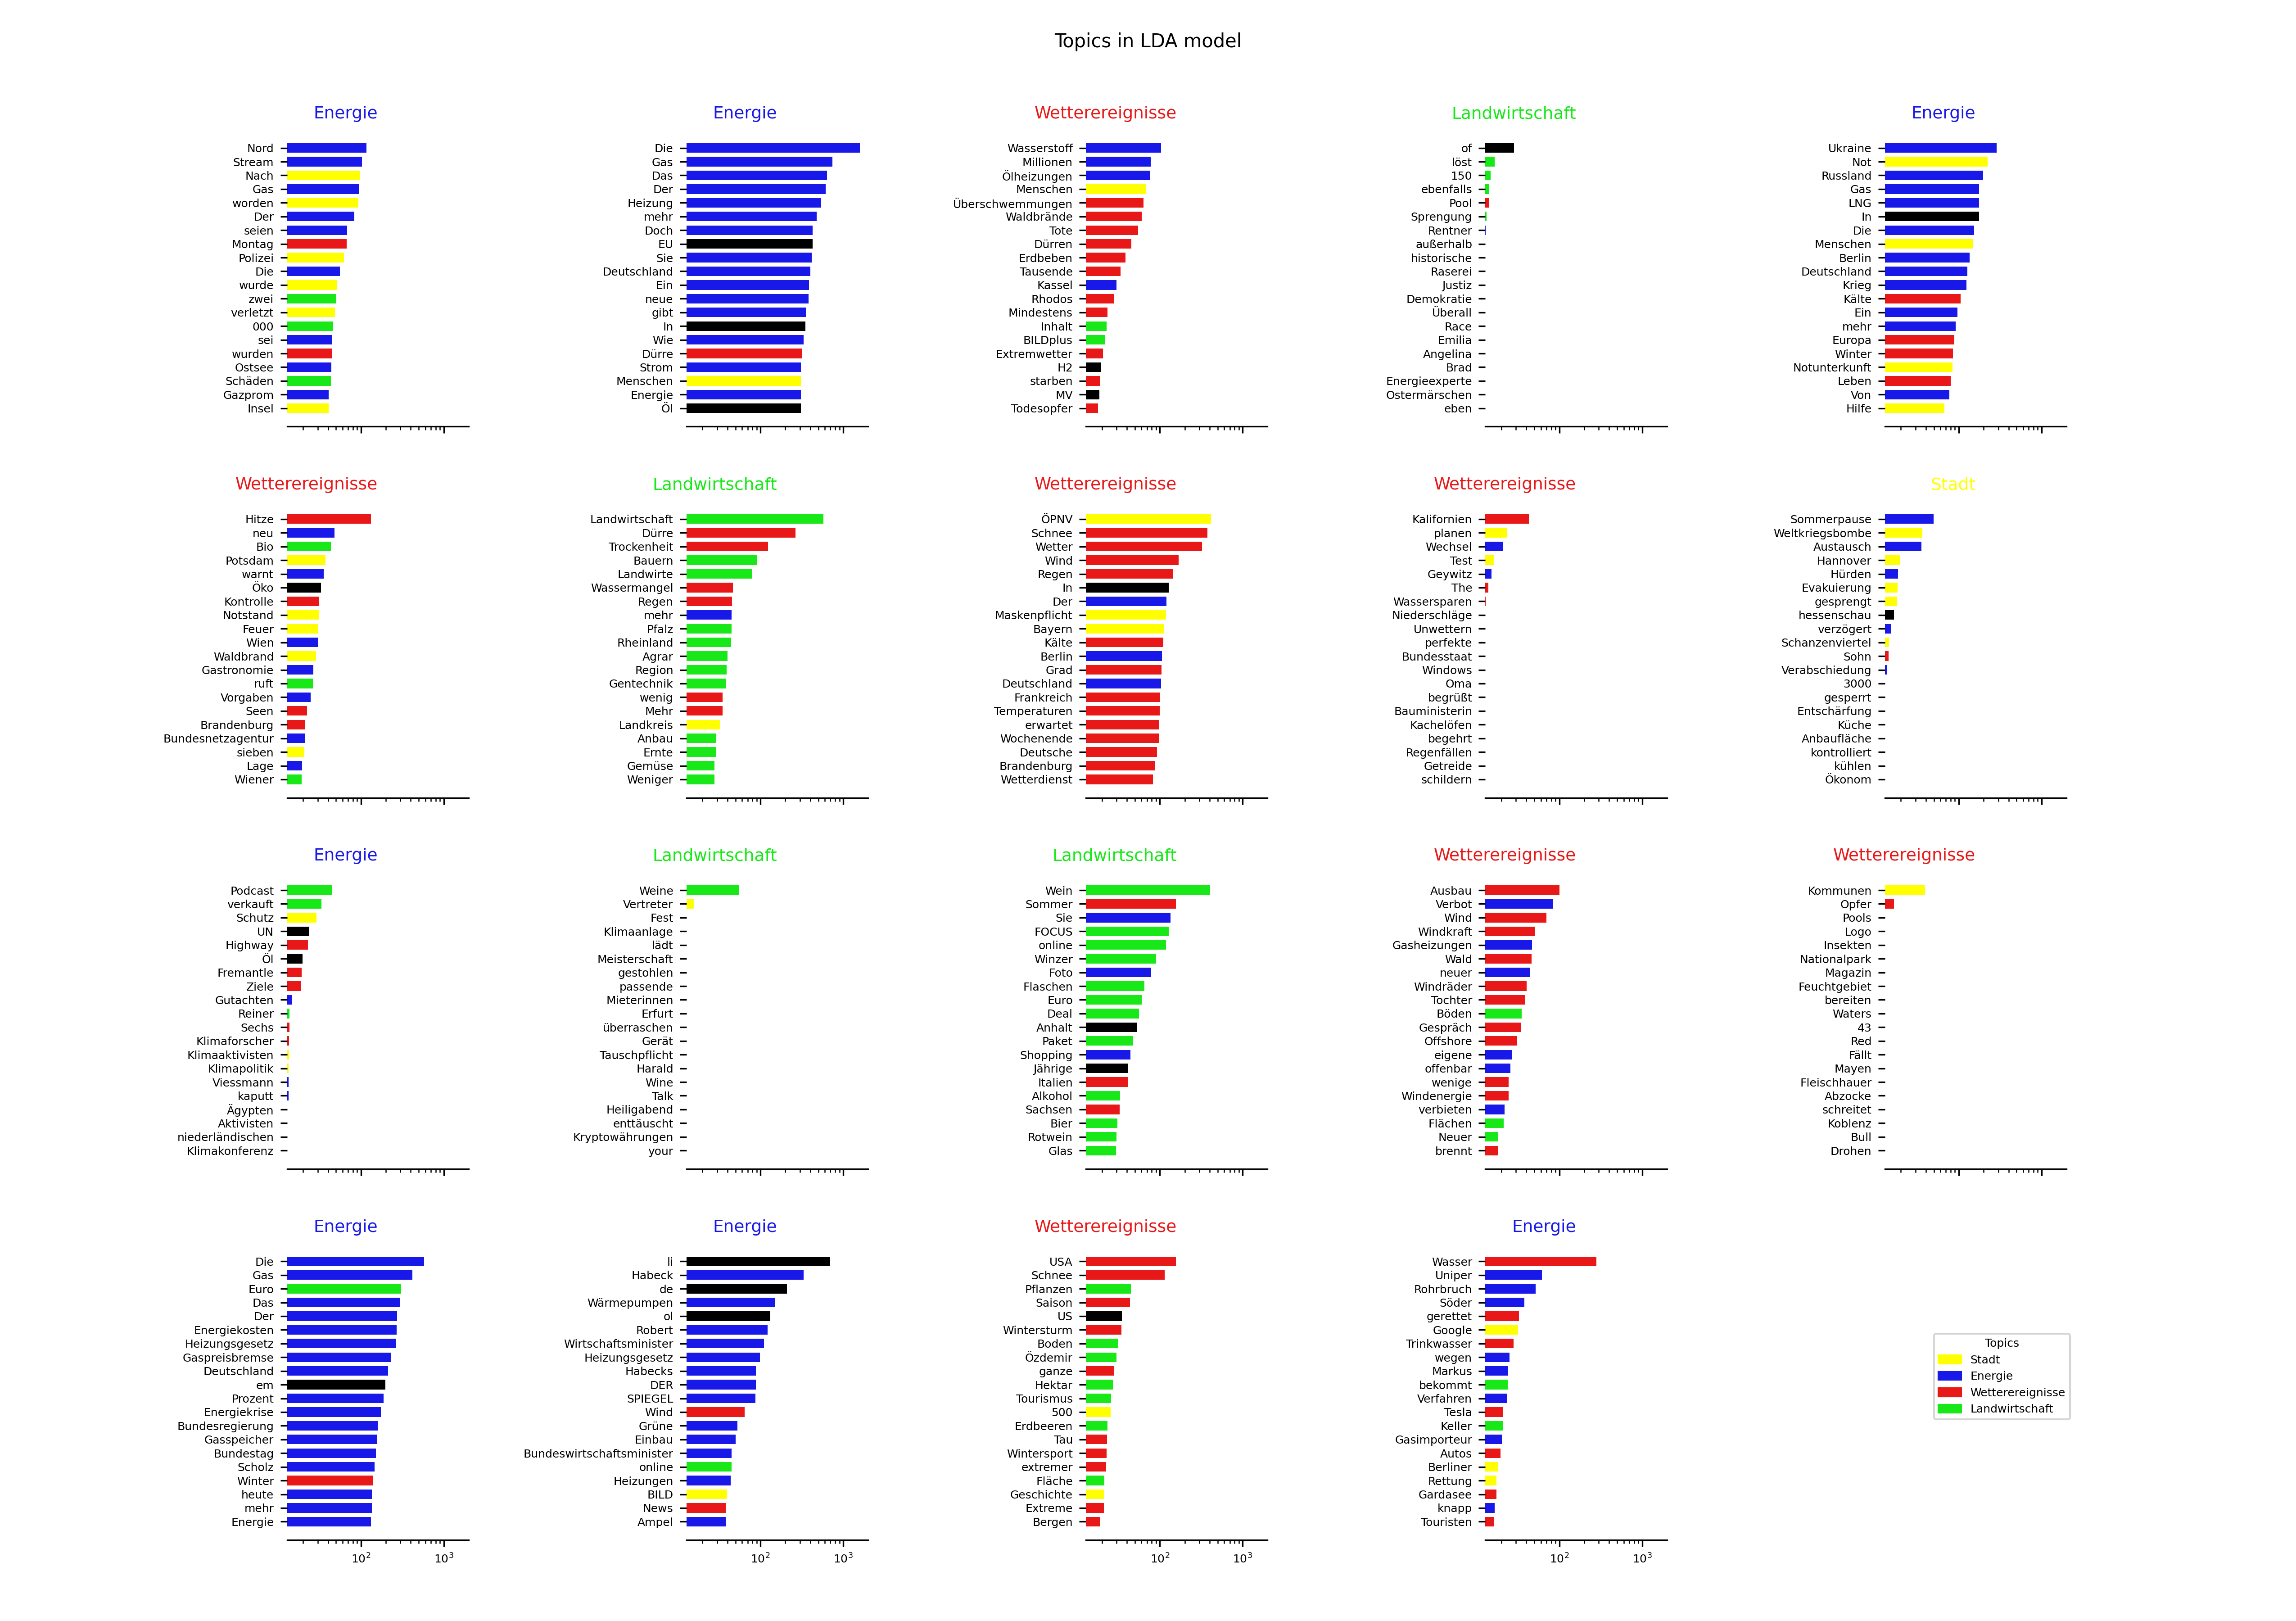 Topics in LDA model
Energie
Nord
Stream
Nach
Gas
worden
Der
seien
Montag
Polizei
Die
wurde
zwei
verletzt
000
sei
wurden
Ostsee
Schäden
Gazprom
Insel
Energie
Die
Gas
Das
Der
Heizung
mehr
Doch
EU
Sie
Deutschland
Ein
neue
gibt
In
Wie
Dürre
Strom
Menschen
Energie
Öl
Wetterereignisse
Wasserstoff
Millionen
Ölheizungen
Menschen
Überschwemmungen
Waldbrände
Tote
Dürren
Erdbeben
Tausende
Kassel
Rhodos
Mindestens
Inhalt
BILDplus
Extremwetter
H2
starben
MV
Todesopfer
Landwirtschaft
of
löst
150
ebenfalls
Pool
Sprengung
Rentner
außerhalb
historische
Raserei
Justiz
Demokratie
Überall
Race
Emilia
Angelina
Brad
Energieexperte
Ostermärschen
eben
Energie
Ukraine
Not
Russland
Gas
LNG
In
Die
Menschen
Berlin
Deutschland
Krieg
Kälte
Ein
mehr
Europa
Winter
Notunterkunft
Leben
Von
Hilfe
Wetterereignisse
Hitze
neu
Bio
Potsdam
warnt
Öko
Kontrolle
Notstand
Feuer
Wien
Waldbrand
Gastronomie
ruft
Vorgaben
Seen
Brandenburg
Bundesnetzagentur
sieben
Lage
Wiener
Landwirtschaft
Landwirtschaft
Dürre
Trockenheit
Bauern
Landwirte
Wassermangel
Regen
mehr
Pfalz
Rheinland
Agrar
Region
Gentechnik
wenig
Mehr
Landkreis
Anbau
Ernte
Gemüse
Weniger
Wetterereignisse
ÖPNV
Schnee
Wetter
Wind
Regen
In
Der
Maskenpflicht
Bayern
Kälte
Berlin
Grad
Deutschland
Frankreich
Temperaturen
erwartet
Wochenende
Deutsche
Brandenburg
Wetterdienst
Wetterereignisse
Kalifornien
planen
Wechsel
Test
Geywitz
The
Wassersparen
Niederschläge
Unwettern
perfekte
Bundesstaat
Windows
Oma
begrüßt
Bauministerin
Kachelöfen
begehrt
Regenfällen
Getreide
schildern
Stadt
Sommerpause
Weltkriegsbombe
Austausch
Hannover
Hürden
Evakuierung
gesprengt
hessenschau
verzögert
Schanzenviertel
Sohn
Verabschiedung
3000
gesperrt
Entschärfung
Küche
Anbaufläche
kontrolliert
kühlen
Ökonom
Energie
Podcast
verkauft
Schutz
UN
Highway
Öl
Fremantle
Ziele
Gutachten
Reiner
Sechs
Klimaforscher
Klimaaktivisten
Klimapolitik
Viessmann
kaputt
Ägypten
Aktivisten
niederländischen
Klimakonferenz
Landwirtschaft
Weine
Vertreter
Fest
Klimaanlage
lädt
Meisterschaft
gestohlen
passende
Mieterinnen
Erfurt
überraschen
Gerät
Tauschpflicht
Harald
Wine
Talk
Heiligabend
enttäuscht
Kryptowährungen
your
Landwirtschaft
Wein
Sommer
Sie
FOCUS
online
Winzer
Foto
Flaschen
Euro
Deal
Anhalt
Paket
Shopping
Jährige
Italien
Alkohol
Sachsen
Bier
Rotwein
Glas
Wetterereignisse
Ausbau
Verbot
Wind
Windkraft
Gasheizungen
Wald
neuer
Windräder
Tochter
Böden
Gespräch
Offshore
eigene
offenbar
wenige
Windenergie
verbieten
Flächen
Neuer
brennt
Wetterereignisse
Kommunen
Opfer
Pools
Logo
Insekten
Nationalpark
Magazin
Feuchtgebiet
bereiten
Waters
43
Red
Fällt
Mayen
Fleischhauer
Abzocke
schreitet
Koblenz
Bull
Drohen
Energie
Die
Gas
Euro
Das
Der
Energiekosten
Heizungsgesetz
Gaspreisbremse
Deutschland
em
Prozent
Energiekrise
Bundesregierung
Gasspeicher
Bundestag
Scholz
Winter
heute
mehr
Energie
10² 10³
Energie
li
Habeck
de
Wärmepumpen
ol
Robert
Wirtschaftsminister
Heizungsgesetz
Habecks
DER
SPIEGEL
Wind
Grüne
Einbau
Bundeswirtschaftsminister
online
Heizungen
BILD
News
Ampel
10² 10³
Wetterereignisse
USA
Schnee
Pflanzen
Saison
US
Wintersturm
Boden
Özdemir
ganze
Hektar
Tourismus
500
Erdbeeren
Tau
Wintersport
extremer
Fläche
Geschichte
Extreme
Bergen
10² 10³
Energie
Wasser
Uniper
Rohrbruch
Söder
gerettet
Google
Trinkwasser
wegen
Markus
bekommt
Verfahren
Tesla
Keller
Gasimporteur
Autos
Berliner
Rettung
Gardasee
knapp
Touristen
10² 10³
Topics
Stadt
Energie
Wetterereignisse
Landwirtschaft